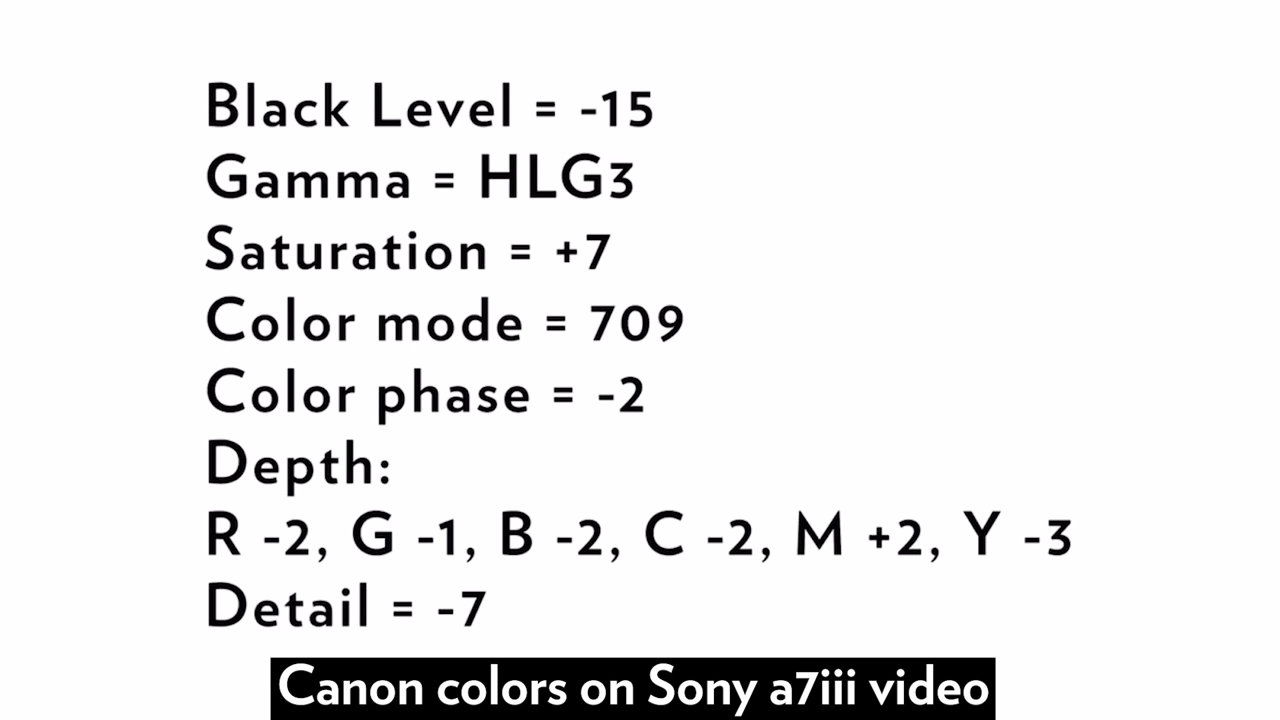 Black Level = -15
Gamma = HLG3
Saturation = +7
Color mode = 709
Color phase = -2
Depth:
R -2, G -1, B -2, C -2, M +2, Y -3
Detail = -7
Canon colors on Sony a7iii video